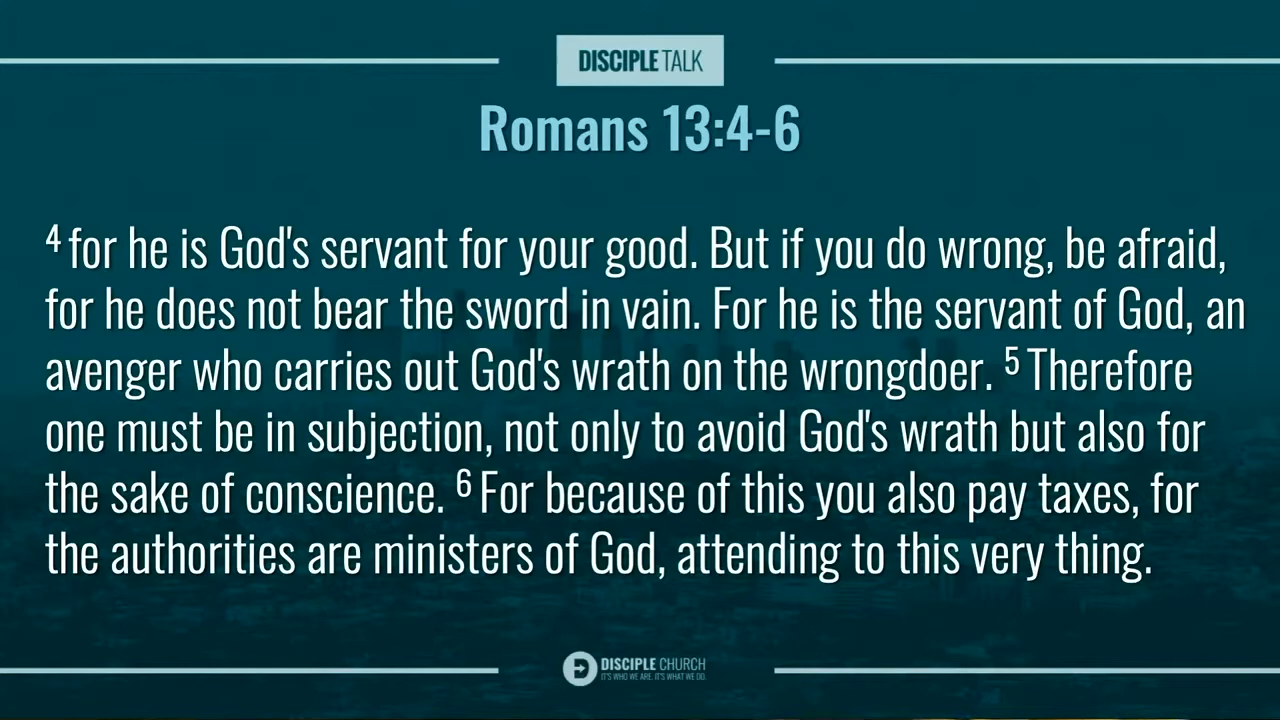 DISCIPLE TALK
Romans 13:4-6
4 for he is God's servant for your good. But if you do wrong, be afraid,
for he does not bear the sword in vain. For he is the servant of God, an
avenger who carries out God's wrath on the wrongdoer. 5 Therefore
one must be in subjection, not only to avoid God's wrath but also for
the sake of conscience. 6 For because of this you also pay taxes, for
the authorities are ministers of God, attending to this very thing.
DISCIPLE CHURCH
IT'S WHO WE ARE. IT'S WHAT WE DO.